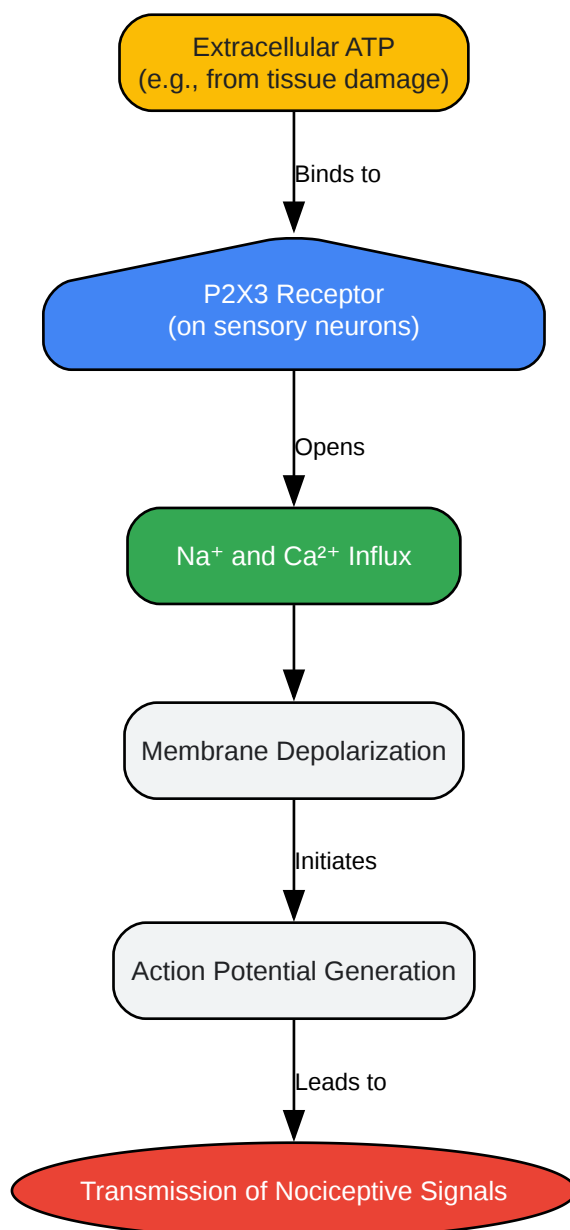 Extracellular ATP
(e.g., from tissue damage)
Binds to
P2X3 Receptor
(on sensory neurons)
Opens
Na⁺ and Ca²⁺ Influx
Membrane Depolarization
Initiates
Action Potential Generation
Leads to
Transmission of Nociceptive Signals